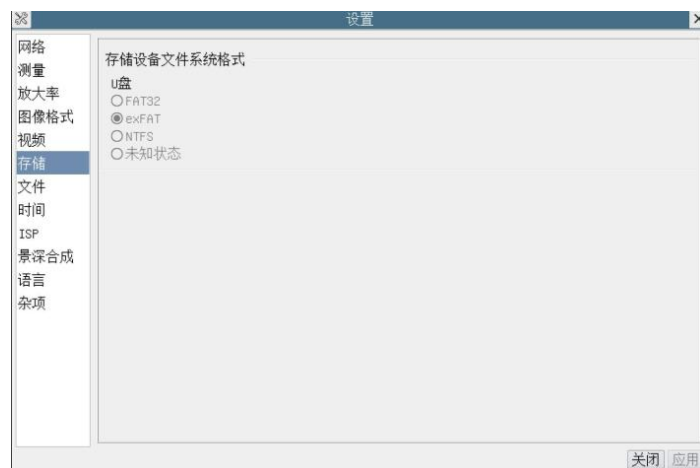 设置
网络
测量
放大率
图像格式
视频
存储
文件
时间
ISP
景深合成
语言
杂项
存储设备文件系统格式
U盘
FAT32
exFAT
NTFS
未知状态
关闭 应用